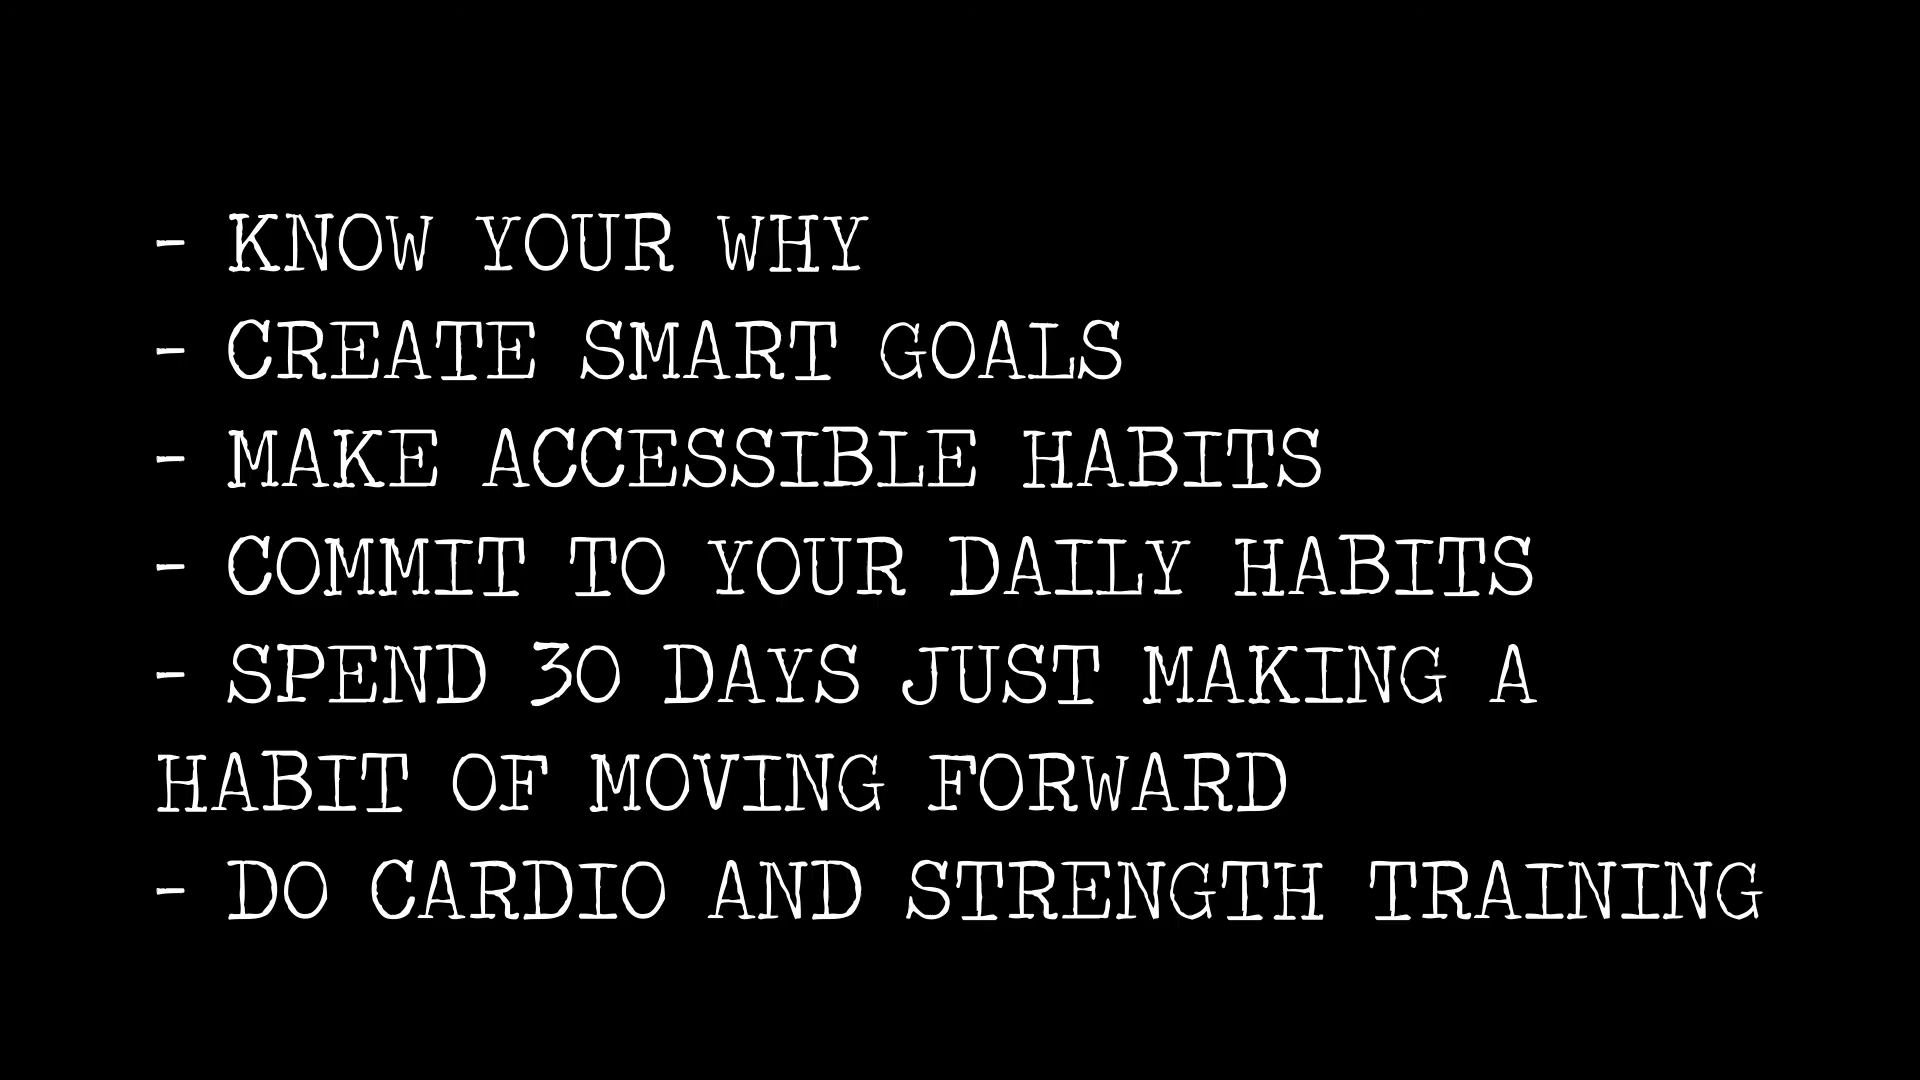 - KNOW YOUR WHY
- CREATE SMART GOALS
- MAKE ACCESSIBLE HABITS
- COMMIT TO YOUR DAILY HABITS
- SPEND 30 DAYS JUST MAKING A
HABIT OF MOVING FORWARD
- DO CARDIO AND STRENGTH TRAINING